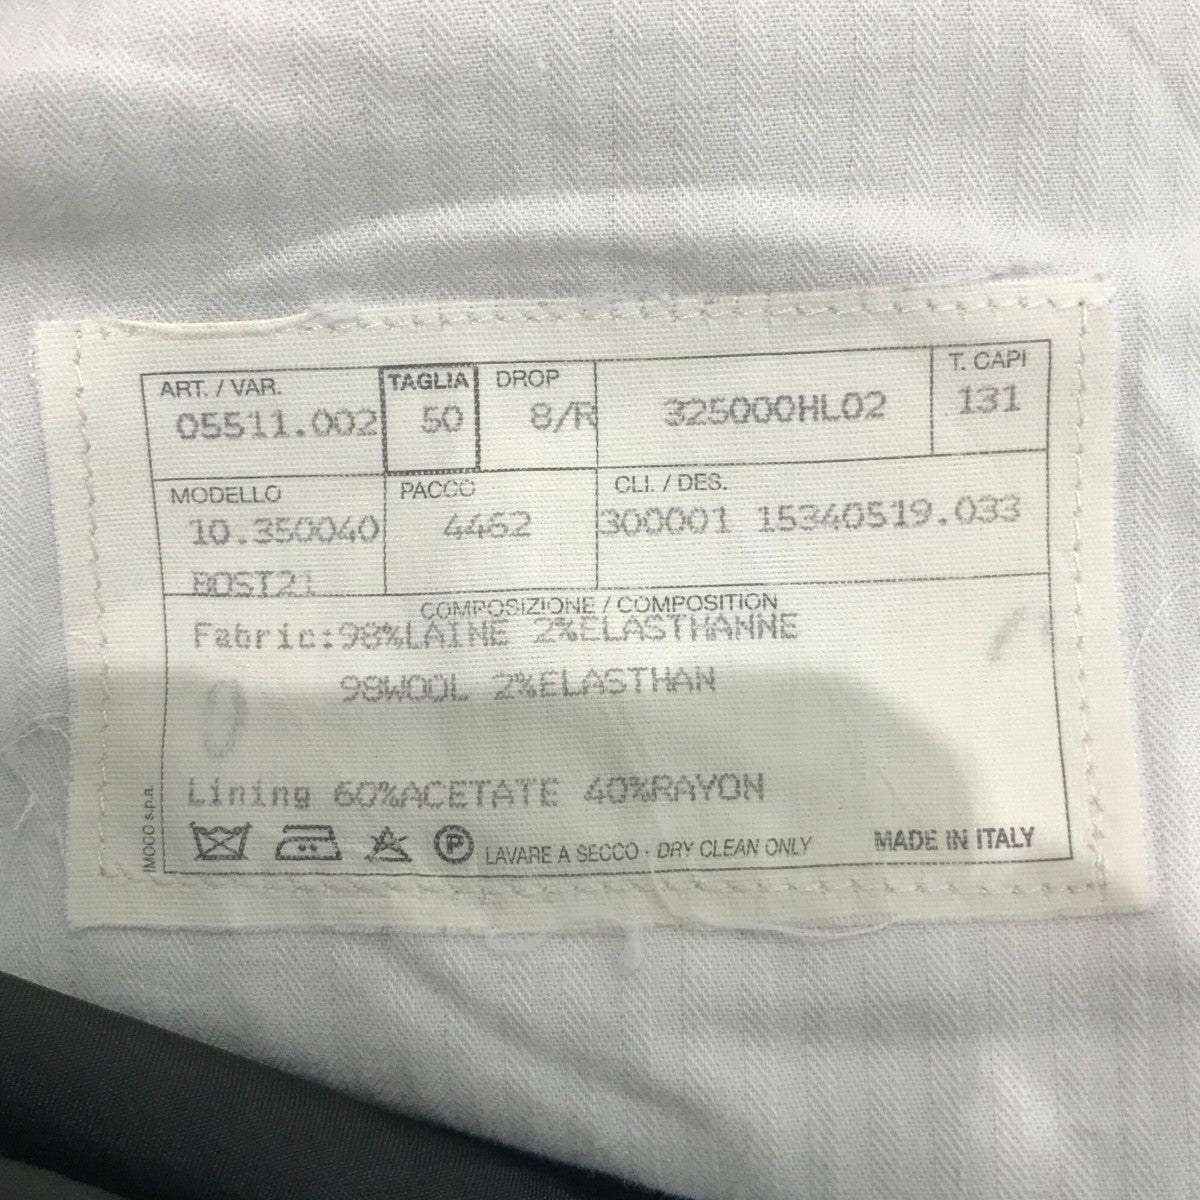 ART. / VAR. TAGLIA DROP T. CAPI
05511.002 50 8/R 325000HL02 131
MODELLO PACCO CLI. / DES.
10.350040 4462 300001 15340519.033
BOST21
COMPOSIZIONE / COMPOSITION
Fabric:98%LAINE 2%ELASTHANNE
98WOOL 2%ELASTHAN
Lining 60%ACETATE 40%RAYON
P LAVARE A SECCO - DRY CLEAN ONLY MADE IN ITALY
IMOCO s.p.a.